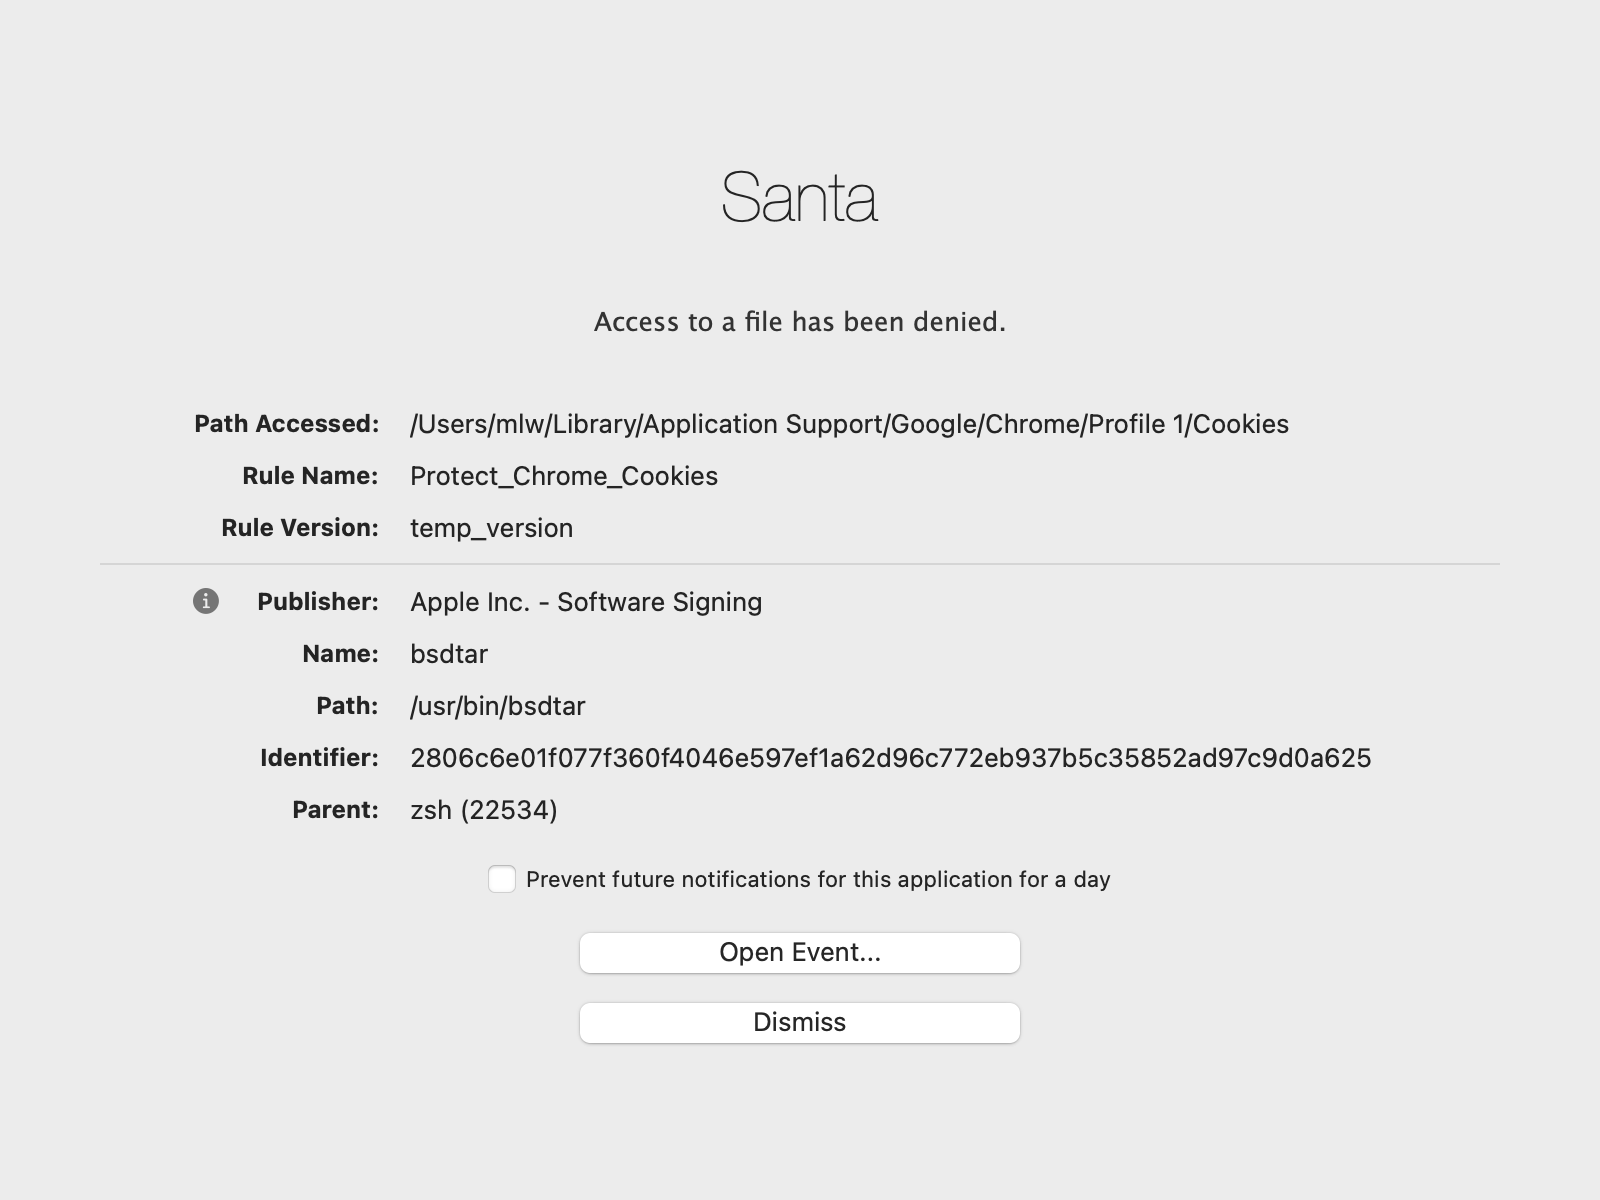 Santa
Access to a file has been denied.
Path Accessed: /Users/mlw/Library/Application Support/Google/Chrome/Profile 1/Cookies
Rule Name: Protect_Chrome_Cookies
Rule Version: temp_version
Publisher: Apple Inc. - Software Signing
Name: bsdtar
Path: /usr/bin/bsdtar
Identifier: 2806c6e01f077f360f4046e597ef1a62d96c772eb937b5c35852ad97c9d0a625
Parent: zsh (22534)
Prevent future notifications for this application for a day
Open Event...
Dismiss